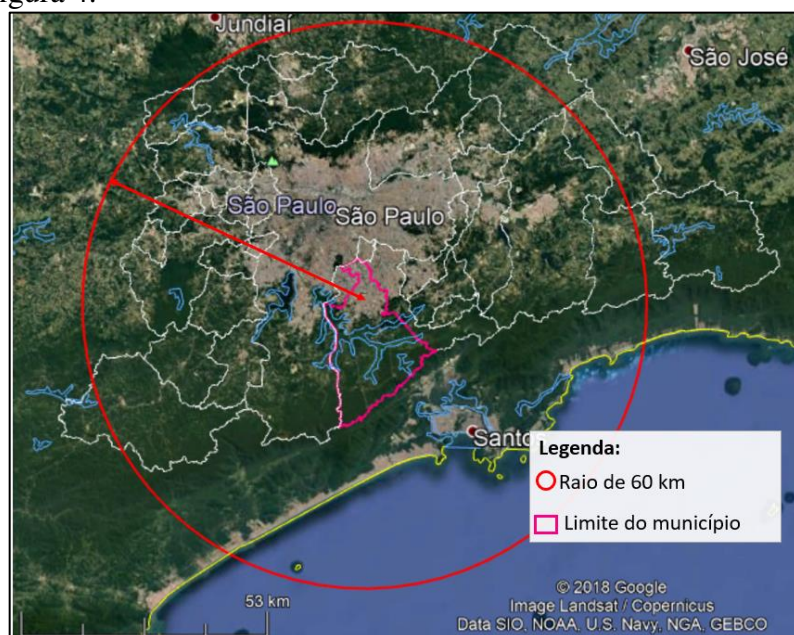 igura 4.
Jundiaí
São José
São Paulo
São Paulo
Santos
Legenda:
Raio de 60 km
Limite do município
53 km
© 2018 Google
Image Landsat / Copernicus
Data SIO, NOAA, U.S. Navy, NGA, GEBCO